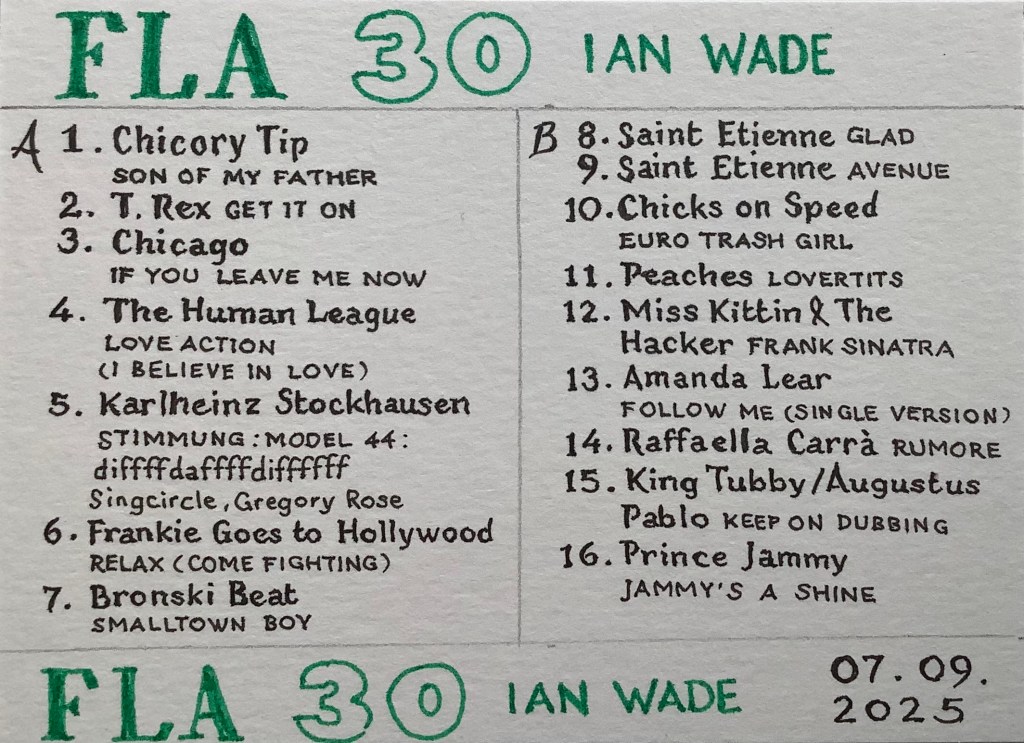 FLA 30 IAN WADE
A 1. Chicory Tip
SON OF MY FATHER
2. T. Rex GET IT ON
3. Chicago
IF YOU LEAVE ME NOW
4. The Human League
LOVE ACTION
(I BELIEVE IN LOVE)
5. Karlheinz Stockhausen
STIMMUNG: MODEL 44:
diffffdaffffdiffffff
Singcircle, Gregory Rose
6. Frankie Goes to Hollywood
RELAX (COME FIGHTING)
7. Bronski Beat
SMALLTOWN BOY
B 8. Saint Etienne GLAD
9. Saint Etienne AVENUE
10. Chicks on Speed
EURO TRASH GIRL
11. Peaches LOVERTITS
12. Miss Kittin & The
Hacker FRANK SINATRA
13. Amanda Lear
FOLLOW ME (SINGLE VERSION)
14. Raffaella Carrà RUMORE
15. King Tubby/Augustus
Pablo KEEP ON DUBBING
16. Prince Jammy
JAMMY'S A SHINE
FLA 30 IAN WADE
07.09.
2025